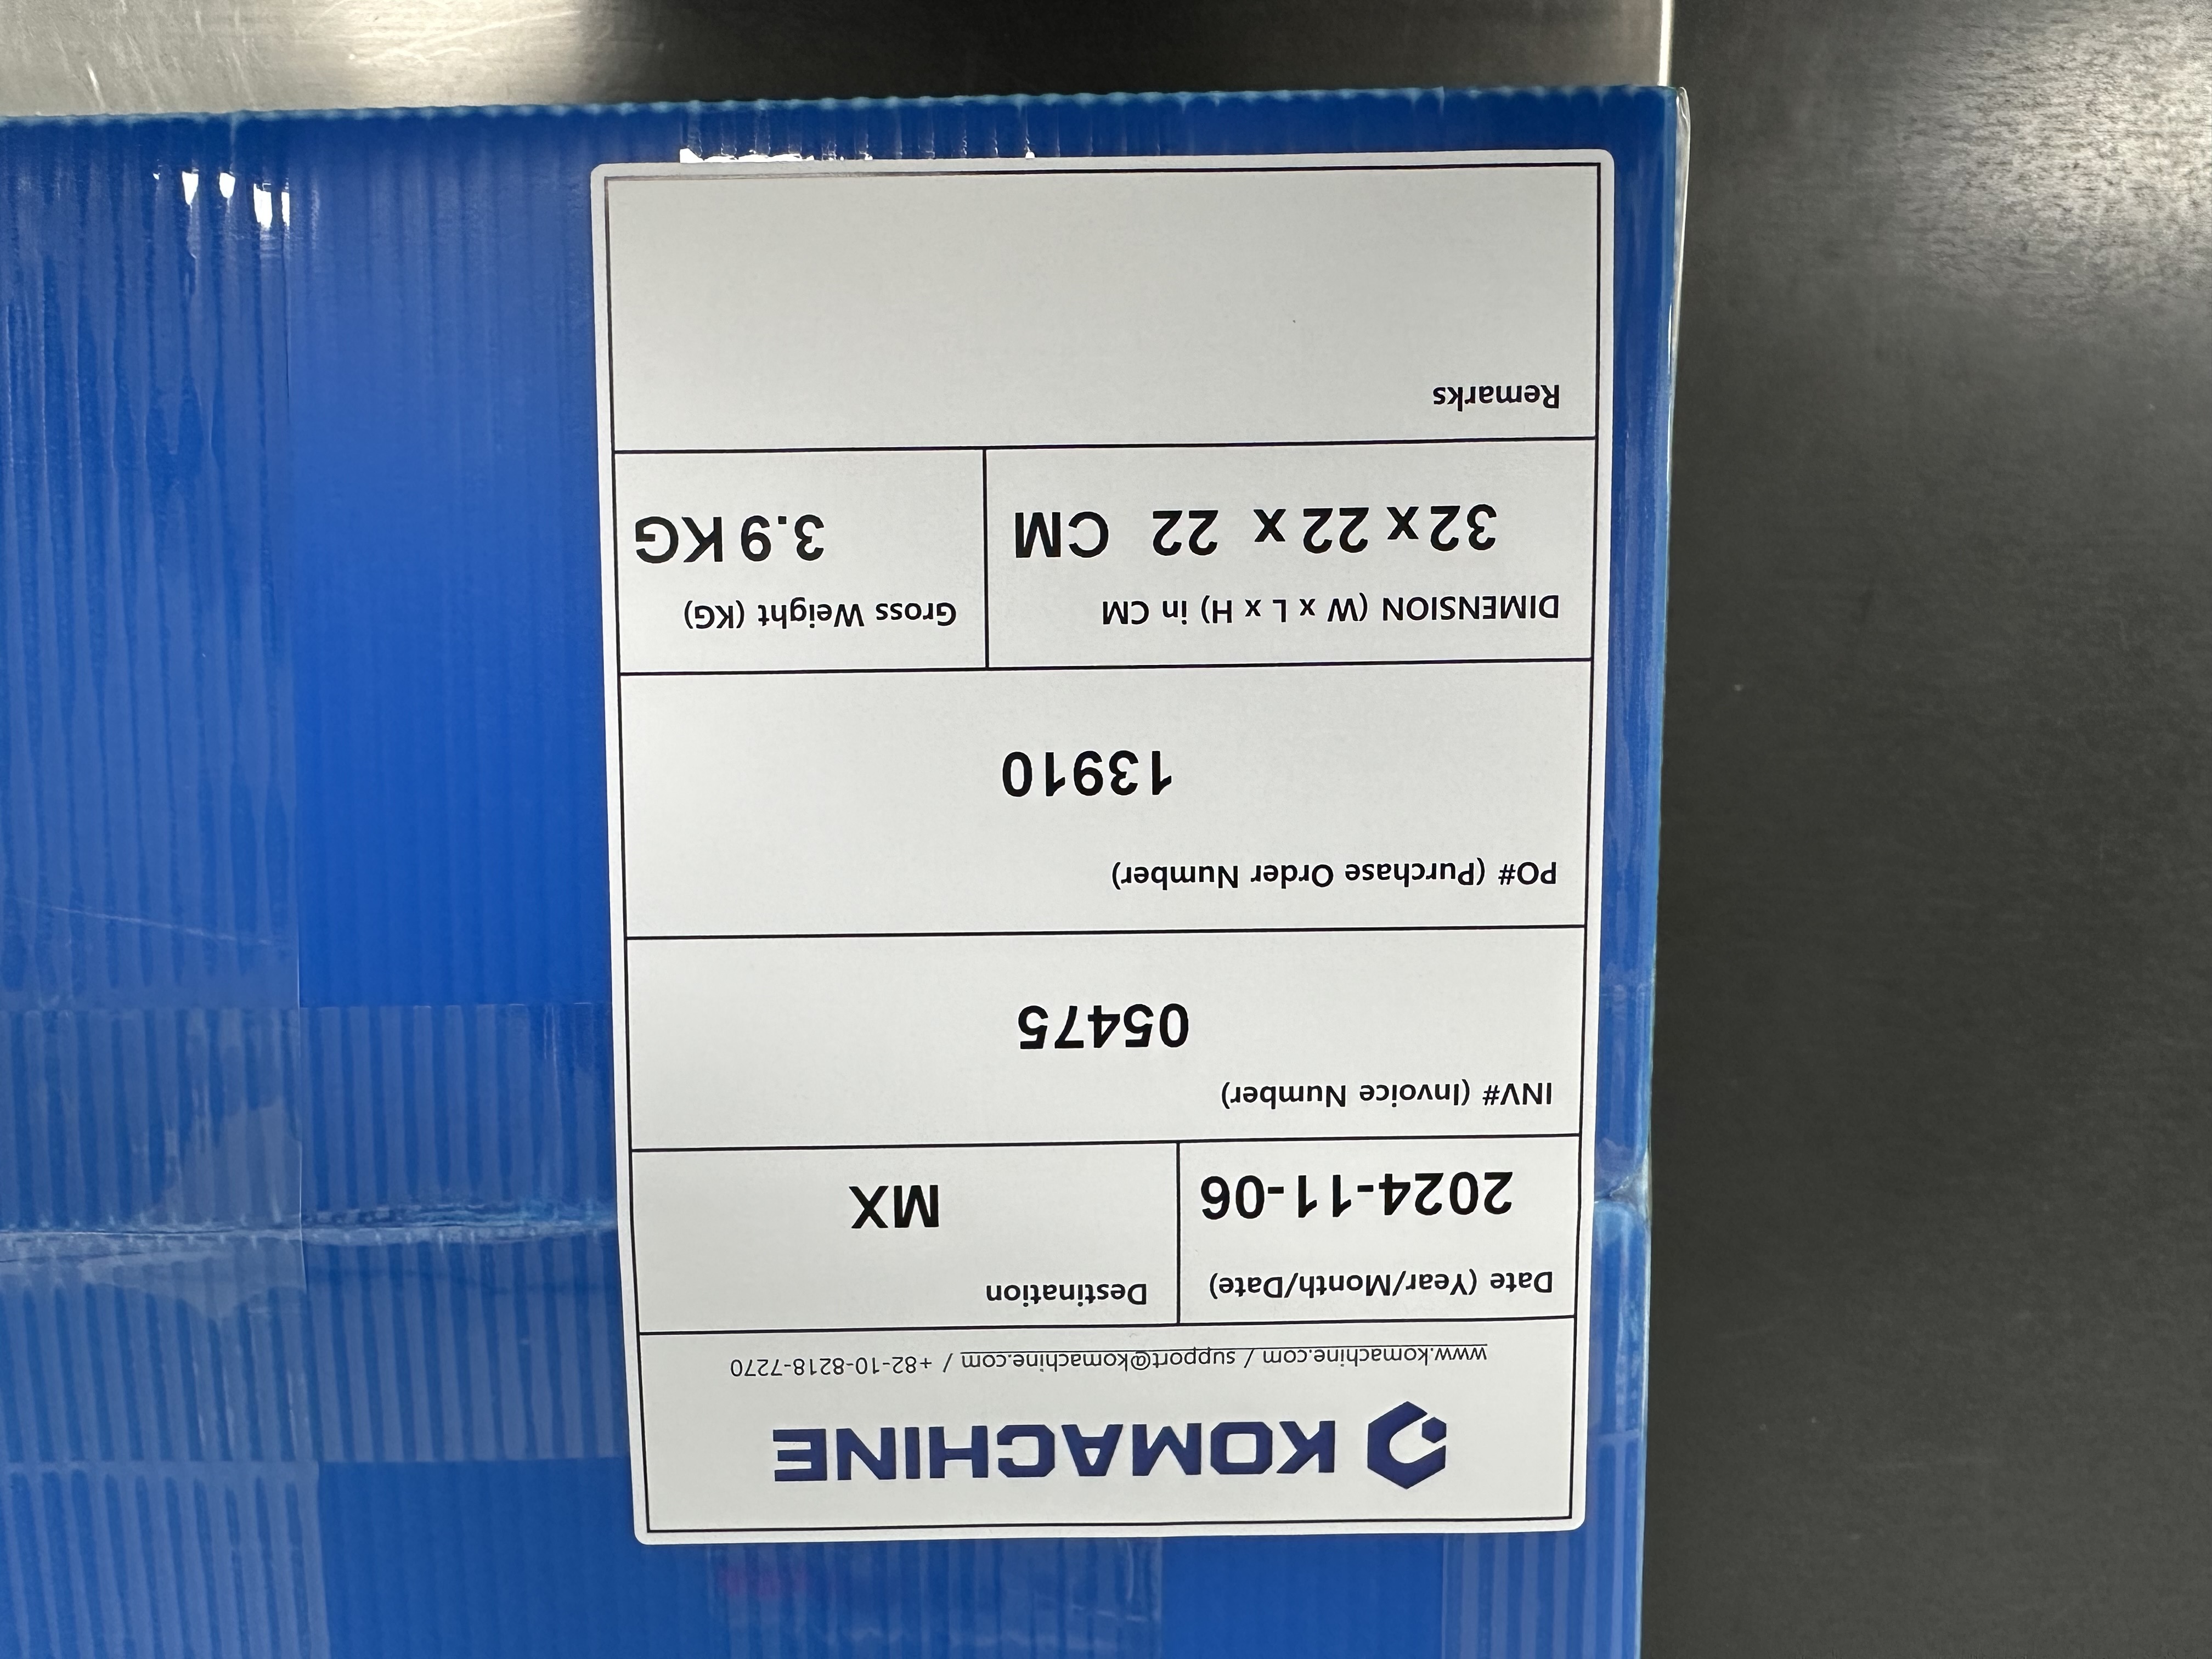 KOMACHINE
www.komachine.com / support@komachine.com / +82-10-8218-7270
Date (Year/Month/Date)
2024-11-06
Destination
MX
INV# (Invoice Number)
05475
PO# (Purchase Order Number)
13910
DIMENSION (W x L x H) in CM
32x 22 x 22 CM
Gross Weight (KG)
3.9 KG
Remarks